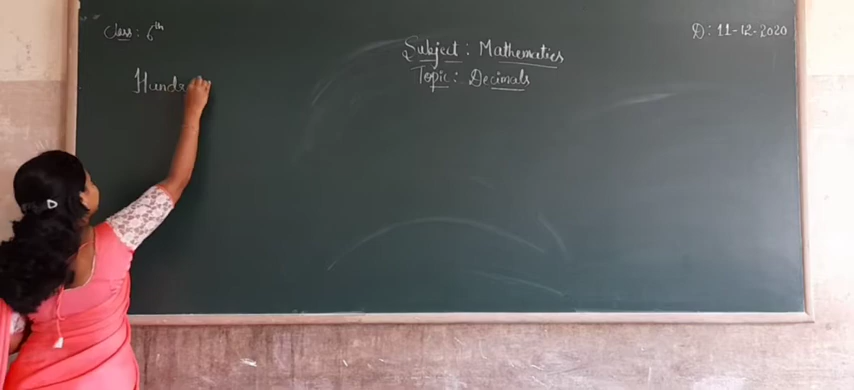 Class: 6th
D: 11-12-2020
Subject: Mathematics
Topic: Decimals
Hundr